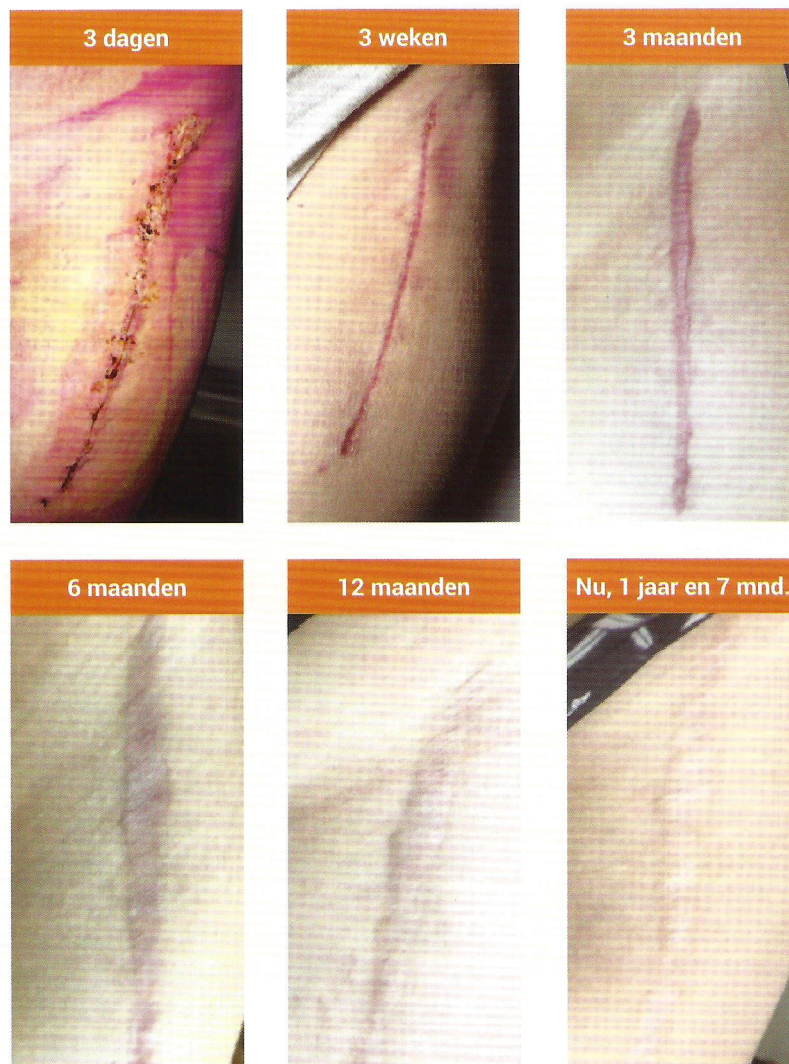 3 dagen
3 weken
3 maanden
6 maanden
12 maanden
Nu, 1 jaar en 7 mnd.